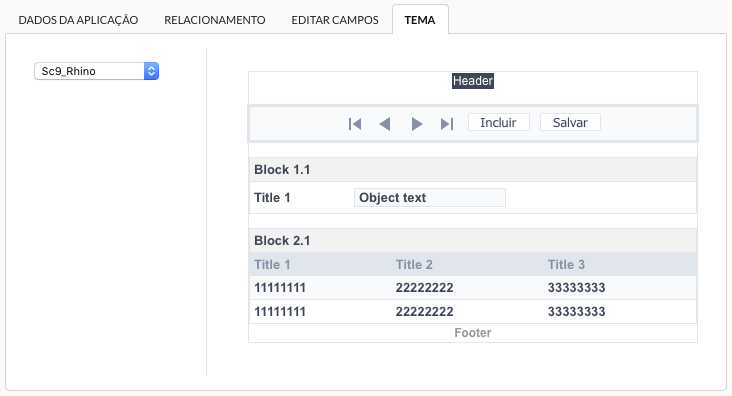 DADOS DA APLICAÇÃO RELACIONAMENTO EDITAR CAMPOS TEMA
Sc9_Rhino
Header
Incluir Salvar
Block 1.1
Title 1 Object text
Block 2.1
Title 1 Title 2 Title 3
11111111 22222222 33333333
11111111 22222222 33333333
Footer